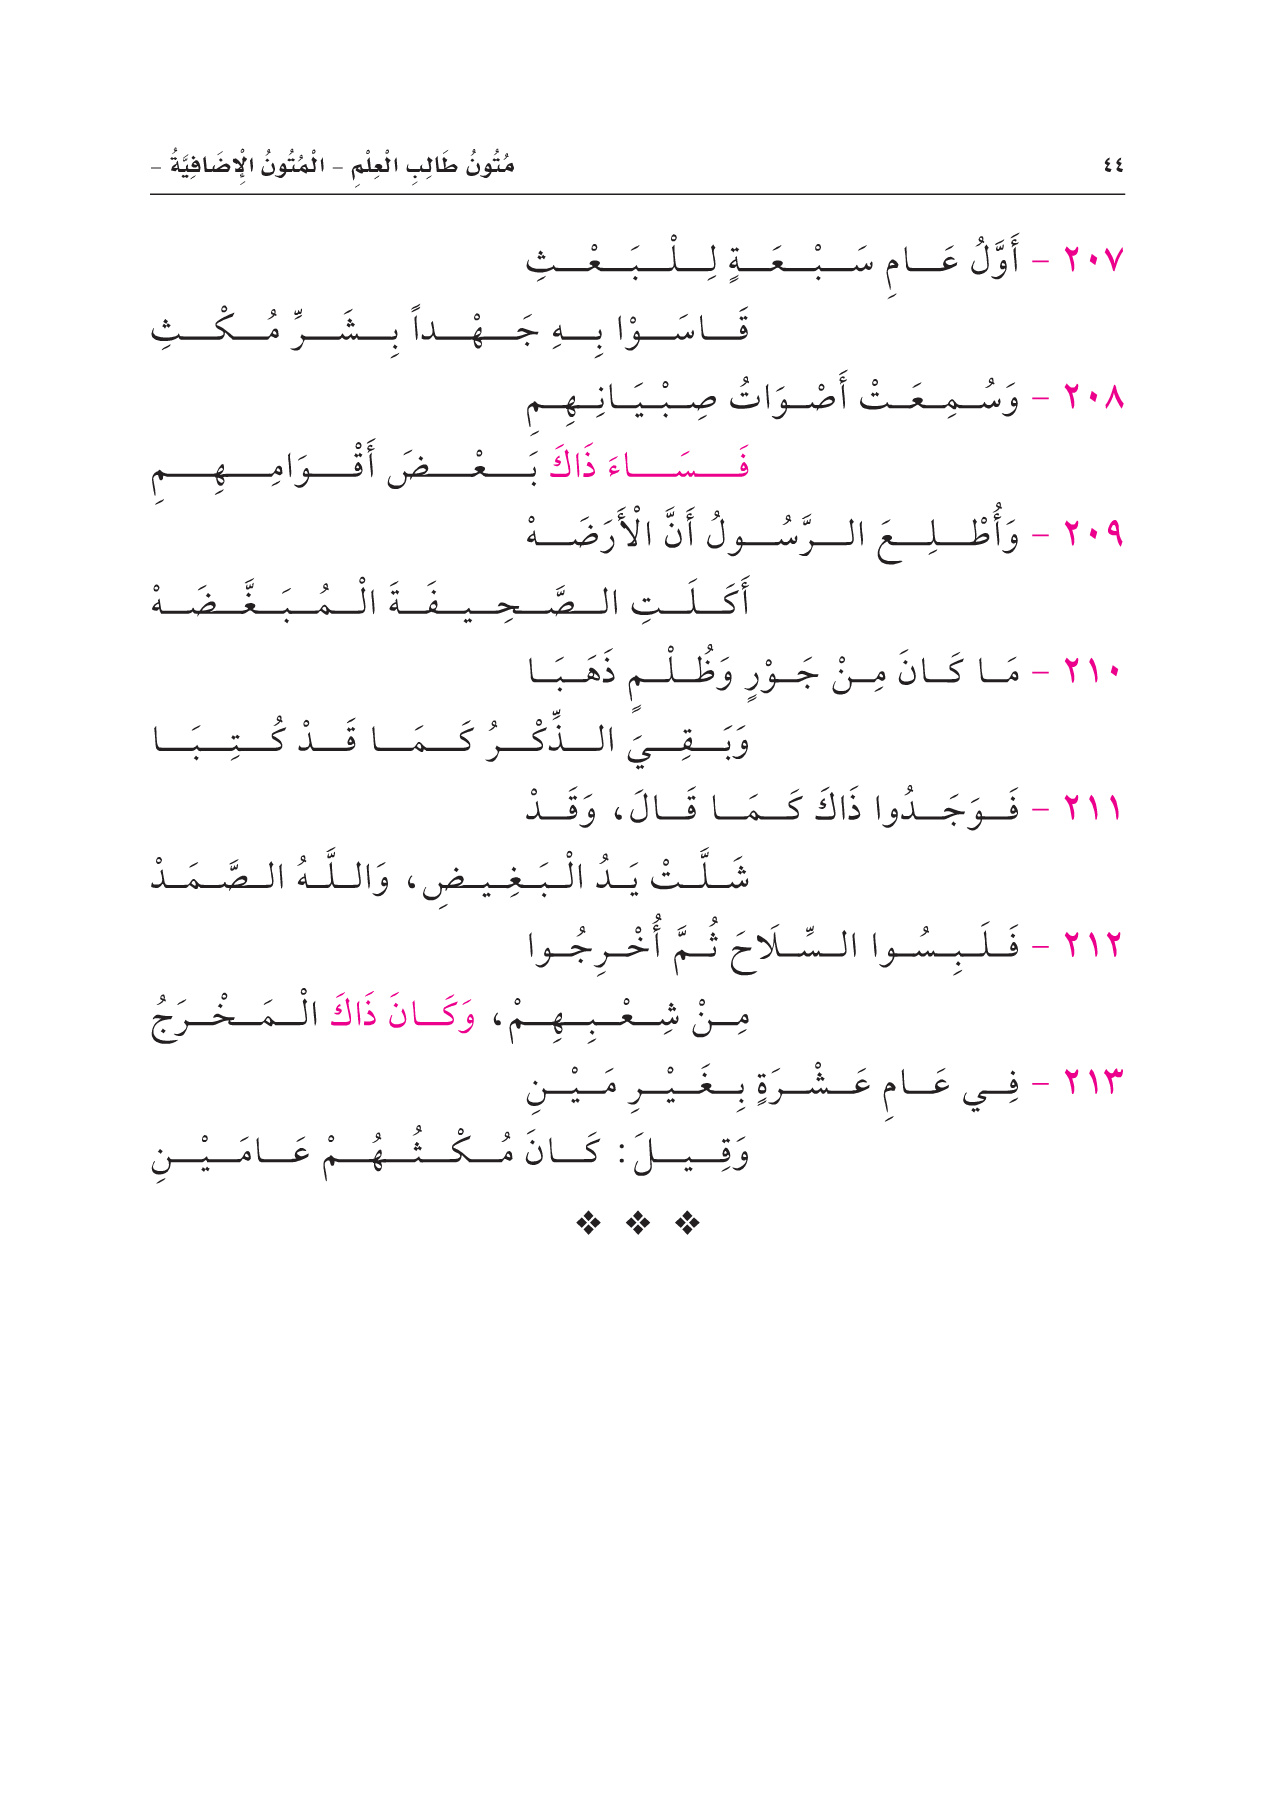 ٤٤ مُتُونُ طَالِبِ الْعِلْمِ - الْمُتُونُ الْإِضَافِيَّةُ -
٢٠٧ - أَوَّلُ عَامِ سَبْعَةٍ لِلْبَعْثِ
قَاسَوْا بِهِ جَهْداً بِشَرِّ مُكْثِ
٢٠٨ - وَسُمِعَتْ أَصْوَاتُ صِبْيَانِهِمِ
فَسَاءَ ذَاكَ بَعْضَ أَقْوَامِهِمِ
٢٠٩ - وَأُطْلِعَ الرَّسُولُ أَنَّ الْأَرَضَهْ
أَكَلَتِ الصَّحِيفَةَ الْمُبَغَّضَهْ
٢١٠ - مَا كَانَ مِنْ جَوْرٍ وَظُلْمٍ ذَهَبَا
وَبَقِيَ الذِّكْرُ كَمَا قَدْ كُتِبَا
٢١١ - فَوَجَدُوا ذَاكَ كَمَا قَالَ، وَقَدْ
شَلَّتْ يَدُ الْبَغِيضِ، وَاللَّهُ الصَّمَدْ
٢١٢ - فَلَبِسُوا السِّلَاحَ ثُمَّ أُخْرِجُوا
مِنْ شِعْبِهِمْ، وَكَانَ ذَاكَ الْمَخْرَجُ
٢١٣ - فِي عَامِ عَشْرَةٍ بِغَيْرِ مَيْنِ
وَقِيلَ: كَانَ مُكْثُهُمْ عَامَيْنِ